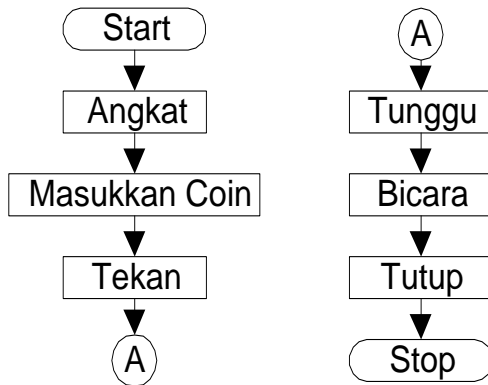 Start
Angkat
Masukkan Coin
Tekan
A
A
Tunggu
Bicara
Tutup
Stop